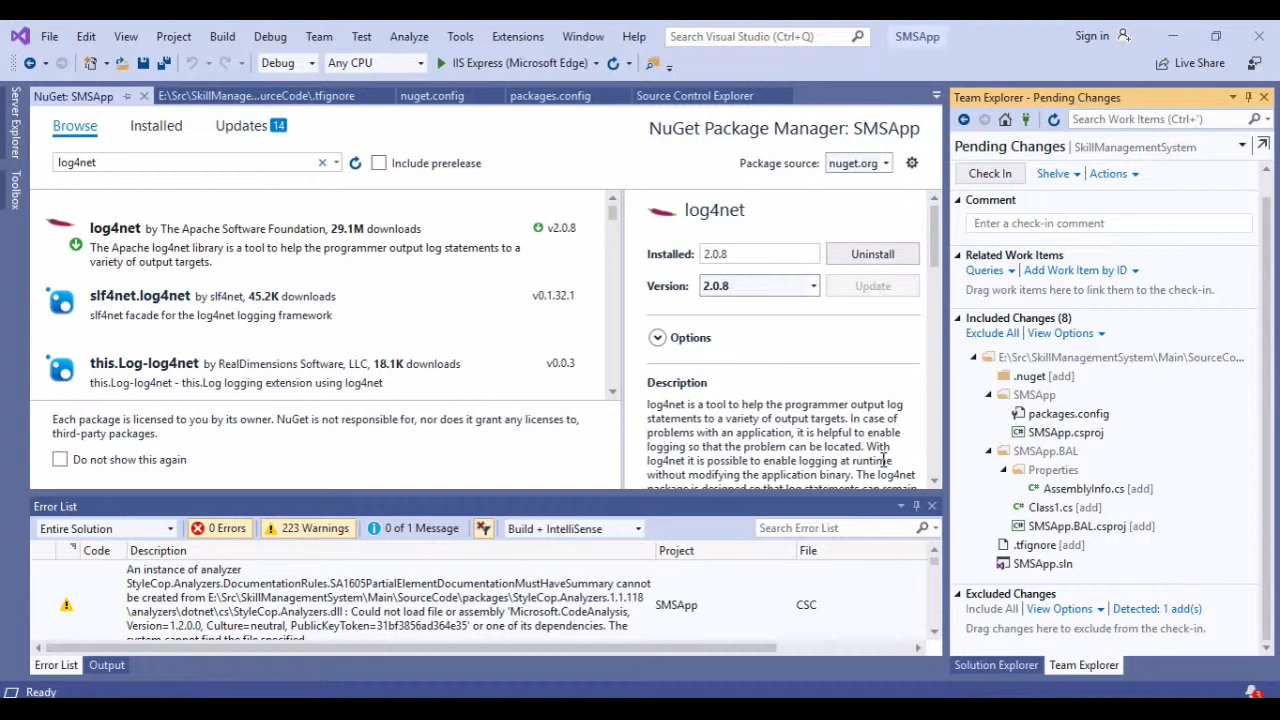 File Edit View Project Build Debug Team Test Analyze Tools Extensions Window Help Search Visual Studio (Ctrl+Q) SMSApp Sign in
Debug Any CPU IIS Express (Microsoft Edge) Live Share
Server Explorer
Toolbox
NuGet: SMSApp E:\Src\SkillManage...urceCode\.tfignore nuget.config packages.config Source Control Explorer
Browse Installed Updates 14
NuGet Package Manager: SMSApp
log4net Include prerelease
Package source: nuget.org
log4net by The Apache Software Foundation, 29.1M downloads v2.0.8
The Apache log4net library is a tool to help the programmer output log statements to a
variety of output targets.
slf4net.log4net by slf4net, 45.2K downloads v0.1.32.1
slf4net facade for the log4net logging framework
this.Log-log4net by RealDimensions Software, LLC, 18.1K downloads v0.0.3
this.Log-log4net - this.Log logging extension using log4net
Each package is licensed to you by its owner. NuGet is not responsible for, nor does it grant any licenses to,
third-party packages.
Do not show this again
log4net
Installed: 2.0.8 Uninstall
Version: 2.0.8 Update
Options
Description
log4net is a tool to help the programmer output log
statements to a variety of output targets. In case of
problems with an application, it is helpful to enable
logging so that the problem can be located. With
log4net it is possible to enable logging at runtime
without modifying the application binary. The log4net
package is designed so that log statements can remain
Error List
Entire Solution 0 Errors 223 Warnings 0 of 1 Message Build + IntelliSense Search Error List
Code Description Project File
An instance of analyzer
StyleCop.Analyzers.DocumentationRules.SA1605PartialElementDocumentationMustHaveSummary cannot
be created from E:\Src\SkillManagementSystem\Main\SourceCode\packages\StyleCop.Analyzers.1.1.118
\analyzers\dotnet\cs\StyleCop.Analyzers.dll : Could not load file or assembly 'Microsoft.CodeAnalysis,
Version=1.2.0.0, Culture=neutral, PublicKeyToken=31bf3856ad364e35' or one of its dependencies. The
system cannot find the file specified
SMSApp CSC
Error List Output
Team Explorer - Pending Changes
Search Work Items (Ctrl+')
Pending Changes | SkillManagementSystem
Check In Shelve Actions
Comment
Enter a check-in comment
Related Work Items
Queries Add Work Item by ID
Drag work items here to link them to the check-in.
Included Changes (8)
Exclude All View Options
E:\Src\SkillManagementSystem\Main\SourceCo...
.nuget [add]
SMSApp
packages.config
SMSApp.csproj
SMSApp.BAL
Properties
AssemblyInfo.cs [add]
Class1.cs [add]
SMSApp.BAL.csproj [add]
.tfignore [add]
SMSApp.sln
Excluded Changes
Include All View Options Detected: 1 add(s)
Drag changes here to exclude from the check-in.
Solution Explorer Team Explorer
Ready 3